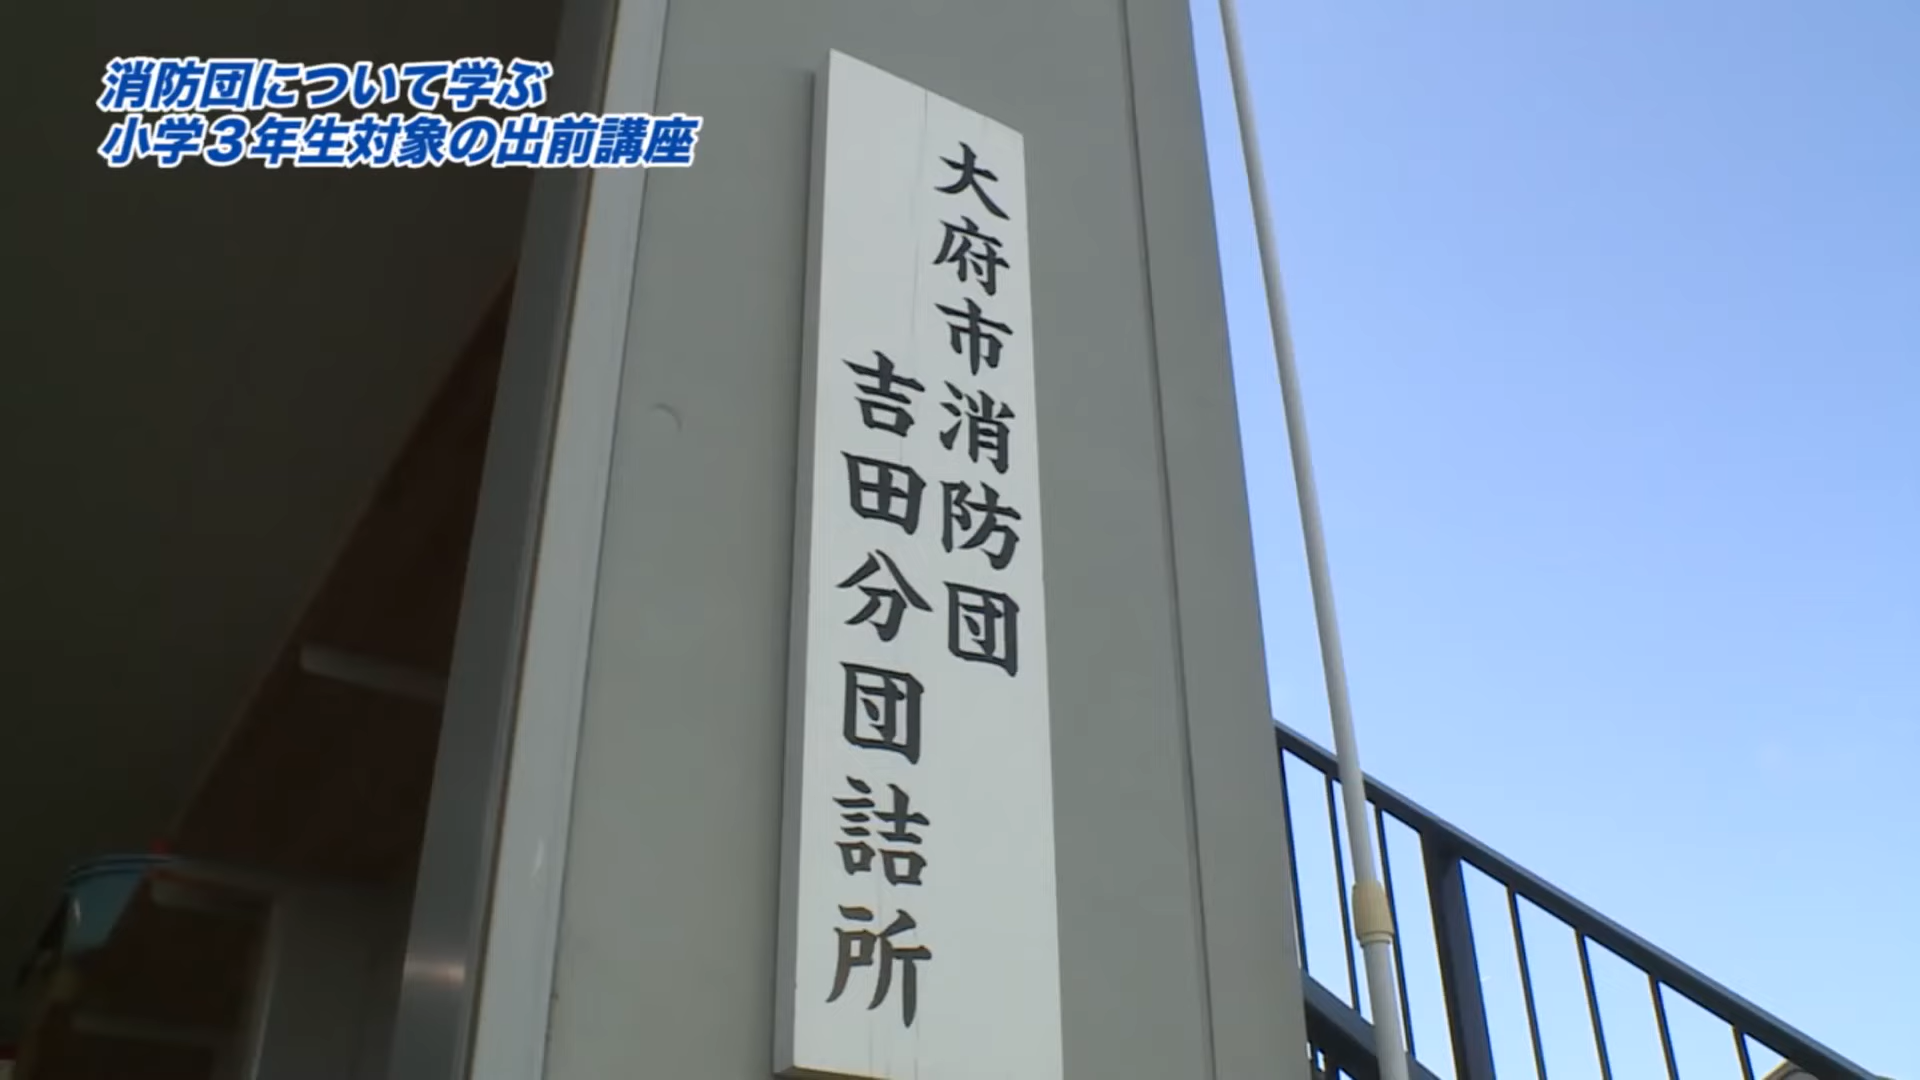 消防団について学ぶ
小学３年生対象の出前講座
大府市消防団
吉田分団詰所